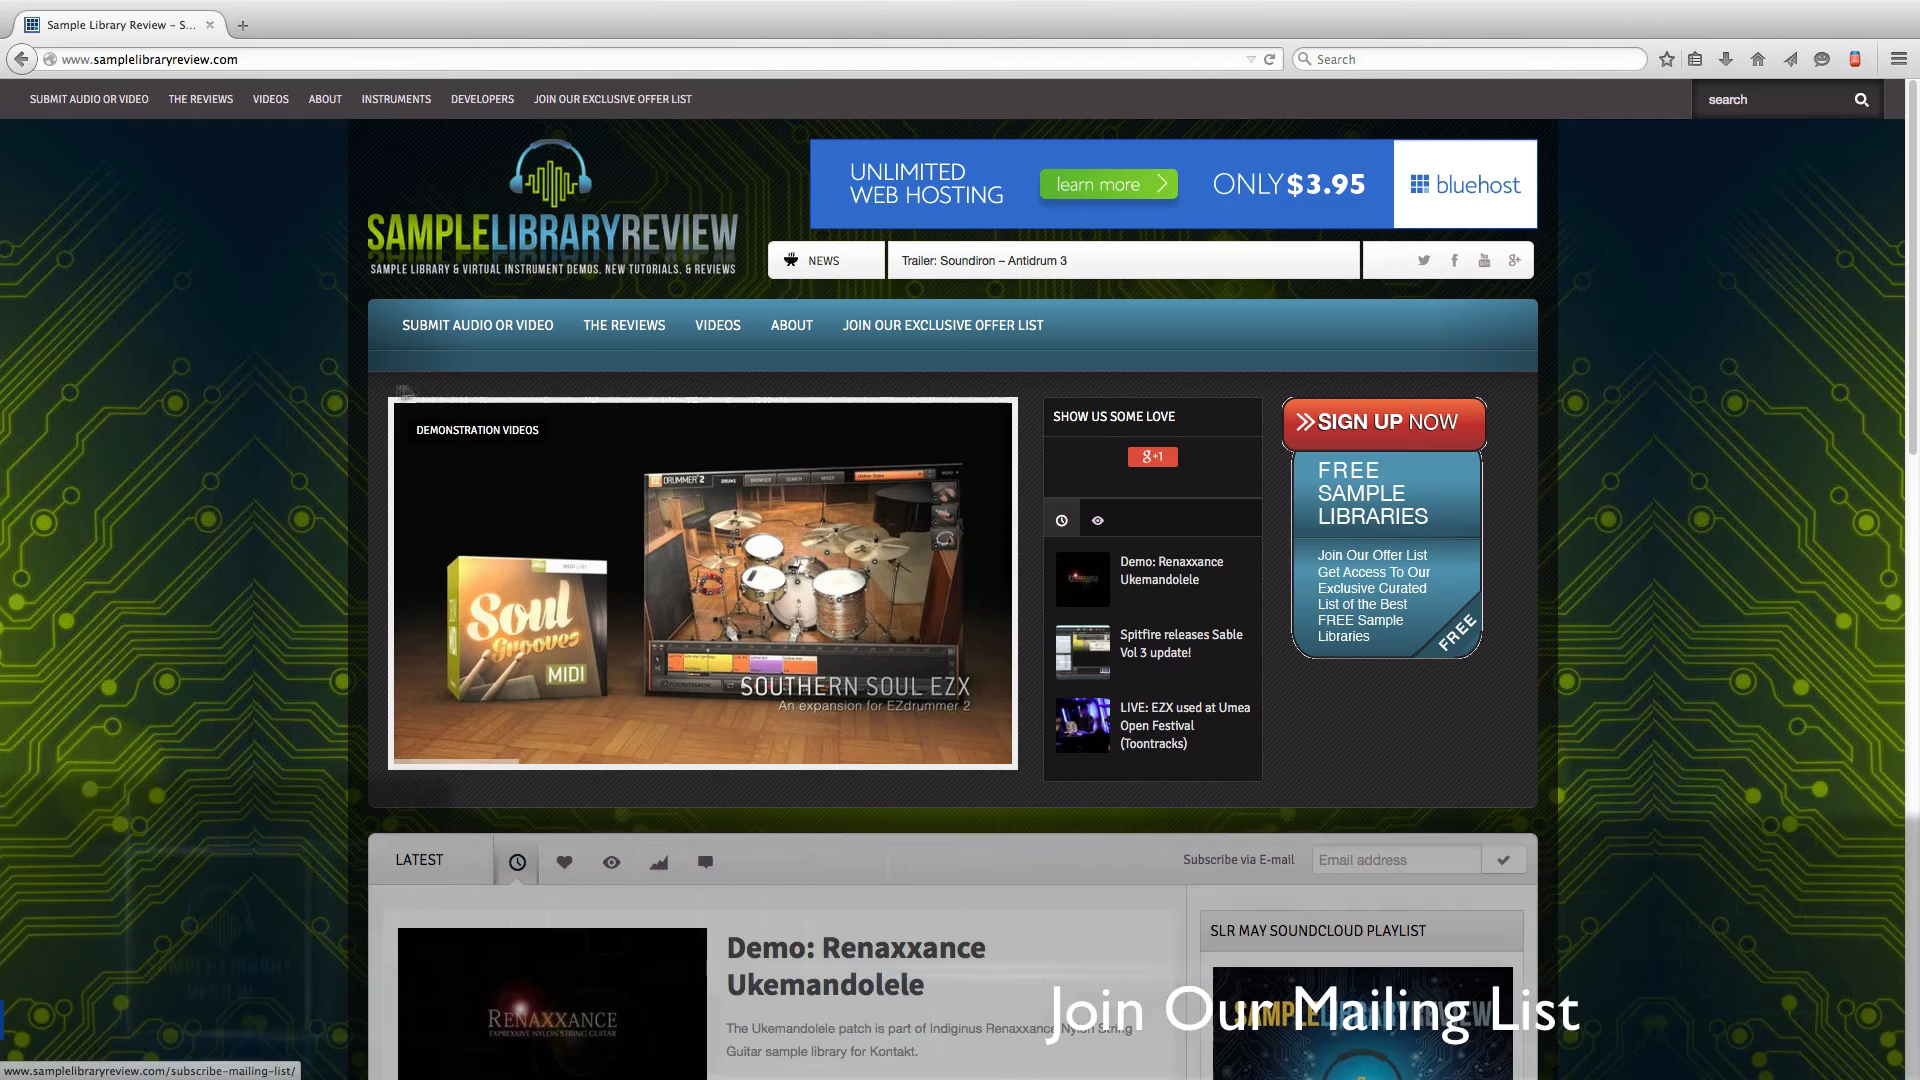 Sample Library Review – S...
www.samplelibraryreview.com
Search
SUBMIT AUDIO OR VIDEO THE REVIEWS VIDEOS ABOUT INSTRUMENTS DEVELOPERS JOIN OUR EXCLUSIVE OFFER LIST
search
SAMPLELIBRARYREVIEW
SAMPLE LIBRARY & VIRTUAL INSTRUMENT DEMOS, NEW TUTORIALS, & REVIEWS
UNLIMITED
WEB HOSTING
learn more
ONLY $3.95
bluehost
NEWS
Trailer: Soundiron – Antidrum 3
SUBMIT AUDIO OR VIDEO THE REVIEWS VIDEOS ABOUT JOIN OUR EXCLUSIVE OFFER LIST
DEMONSTRATION VIDEOS
EZ DRUMMER 2 DRUMS BROWSER SEARCH MIXER
Soul
Grooves
MIDI
TOONTRACK
SOUTHERN SOUL EZX
An expansion for EZdrummer 2
SHOW US SOME LOVE
g+1
Demo: Renaxxance
Ukemandolele
Spitfire releases Sable
Vol 3 update!
LIVE: EZX used at Umea
Open Festival
(Toontracks)
SIGN UP NOW
FREE
SAMPLE
LIBRARIES
Join Our Offer List
Get Access To Our
Exclusive Curated
List of the Best
FREE Sample
Libraries
FREE
LATEST
Subscribe via E-mail
Email address
Demo: Renaxxance
Ukemandolele
The Ukemandolele patch is part of Indiginus Renaxxance Nylon String
Guitar sample library for Kontakt.
RENAXXANCE
EXPRESSIVE NYLON STRING GUITAR
SLR MAY SOUNDCLOUD PLAYLIST
Join Our Mailing List
www.samplelibraryreview.com/subscribe-mailing-list/